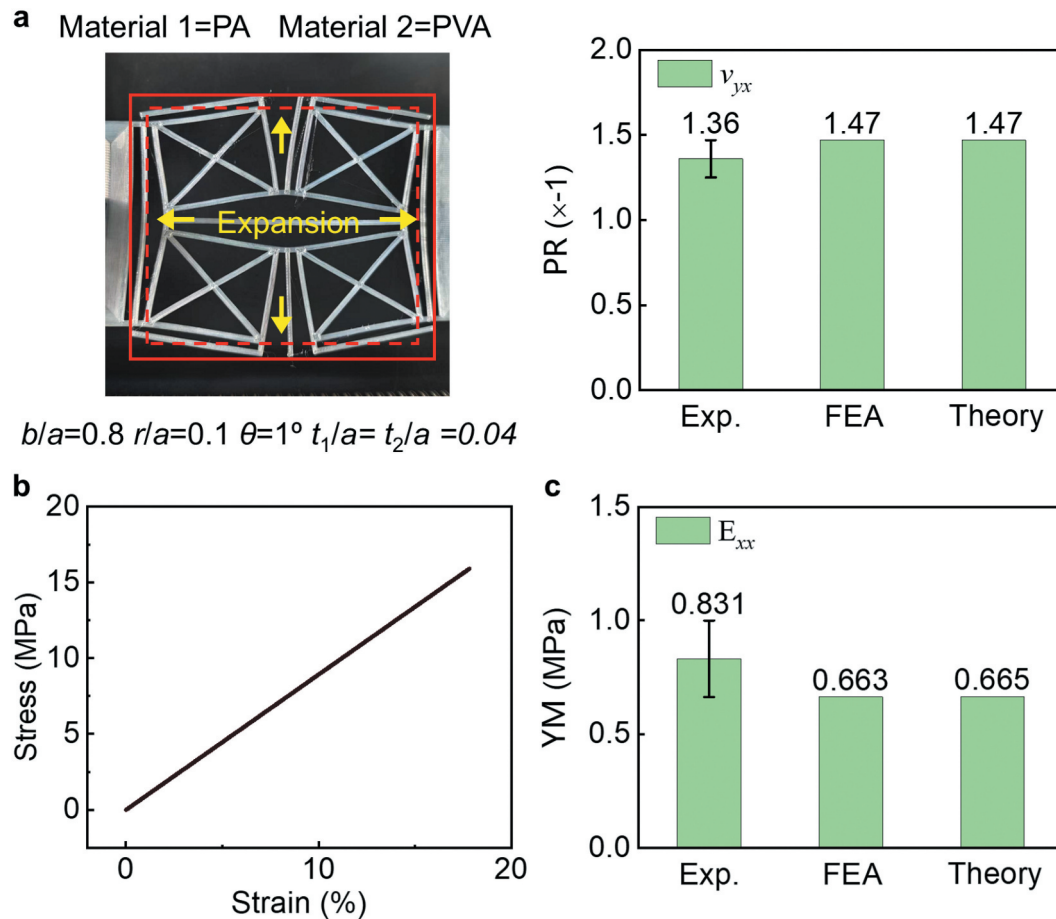 a
Material 1=PA Material 2=PVA
Expansion
b/a=0.8 r/a=0.1 θ=1° t₁/a= t₂/a =0.04
2.0
1.5
1.0
0.5
0.0
PR (×-1)
νyx
1.36
1.47
1.47
Exp.
FEA
Theory
b
20
15
10
5
0
Stress (MPa)
0
10
20
Strain (%)
c
1.5
1.0
0.5
0.0
YM (MPa)
Exx
0.831
0.663
0.665
Exp.
FEA
Theory